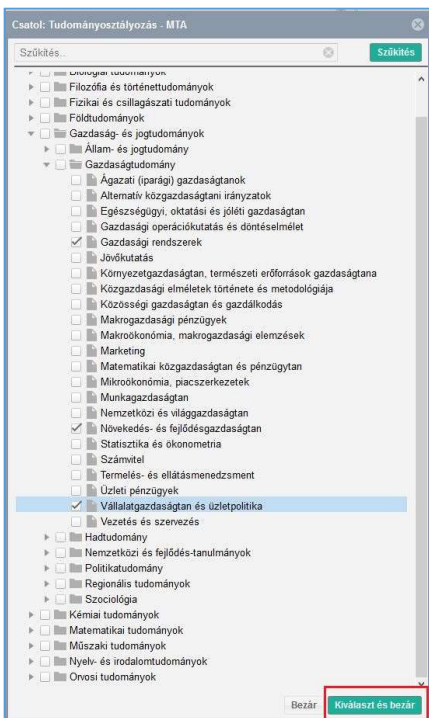 Csatol: Tudományosztályozás - MTA
Szűkítés...
Szűkítés
Biológiai tudományok
Filozófia és történettudományok
Fizikai és csillagászati tudományok
Földtudományok
Gazdaság- és jogtudományok
Állam- és jogtudomány
Gazdaságtudomány
Ágazati (iparági) gazdaságtanok
Alternatív közgazdaságtani irányzatok
Egészségügyi, oktatási és jóléti gazdaságtan
Gazdasági operációkutatás és döntéselmélet
Gazdasági rendszerek
Jövőkutatás
Környezetgazdaságtan, természeti erőforrások gazdaságtana
Közgazdasági elméletek története és metodológiája
Közösségi gazdaságtan és gazdálkodás
Makrogazdasági pénzügyek
Makroökonómia, makrogazdasági elemzések
Marketing
Matematikai közgazdaságtan és pénzügytan
Mikroökonómia, piacszerkezetek
Munkagazdaságtan
Nemzetközi és világgazdaságtan
Növekedés- és fejlődésgazdaságtan
Statisztika és ökonometria
Számvitel
Termelés- és ellátásmenedzsment
Üzleti pénzügyek
Vállalatgazdaságtan és üzletpolitika
Vezetés és szervezés
Hadtudomány
Nemzetközi és fejlődés-tanulmányok
Politikatudomány
Regionális tudományok
Szociológia
Kémiai tudományok
Matematikai tudományok
Műszaki tudományok
Nyelv- és irodalomtudományok
Orvosi tudományok
Bezár
Kiválaszt és bezár